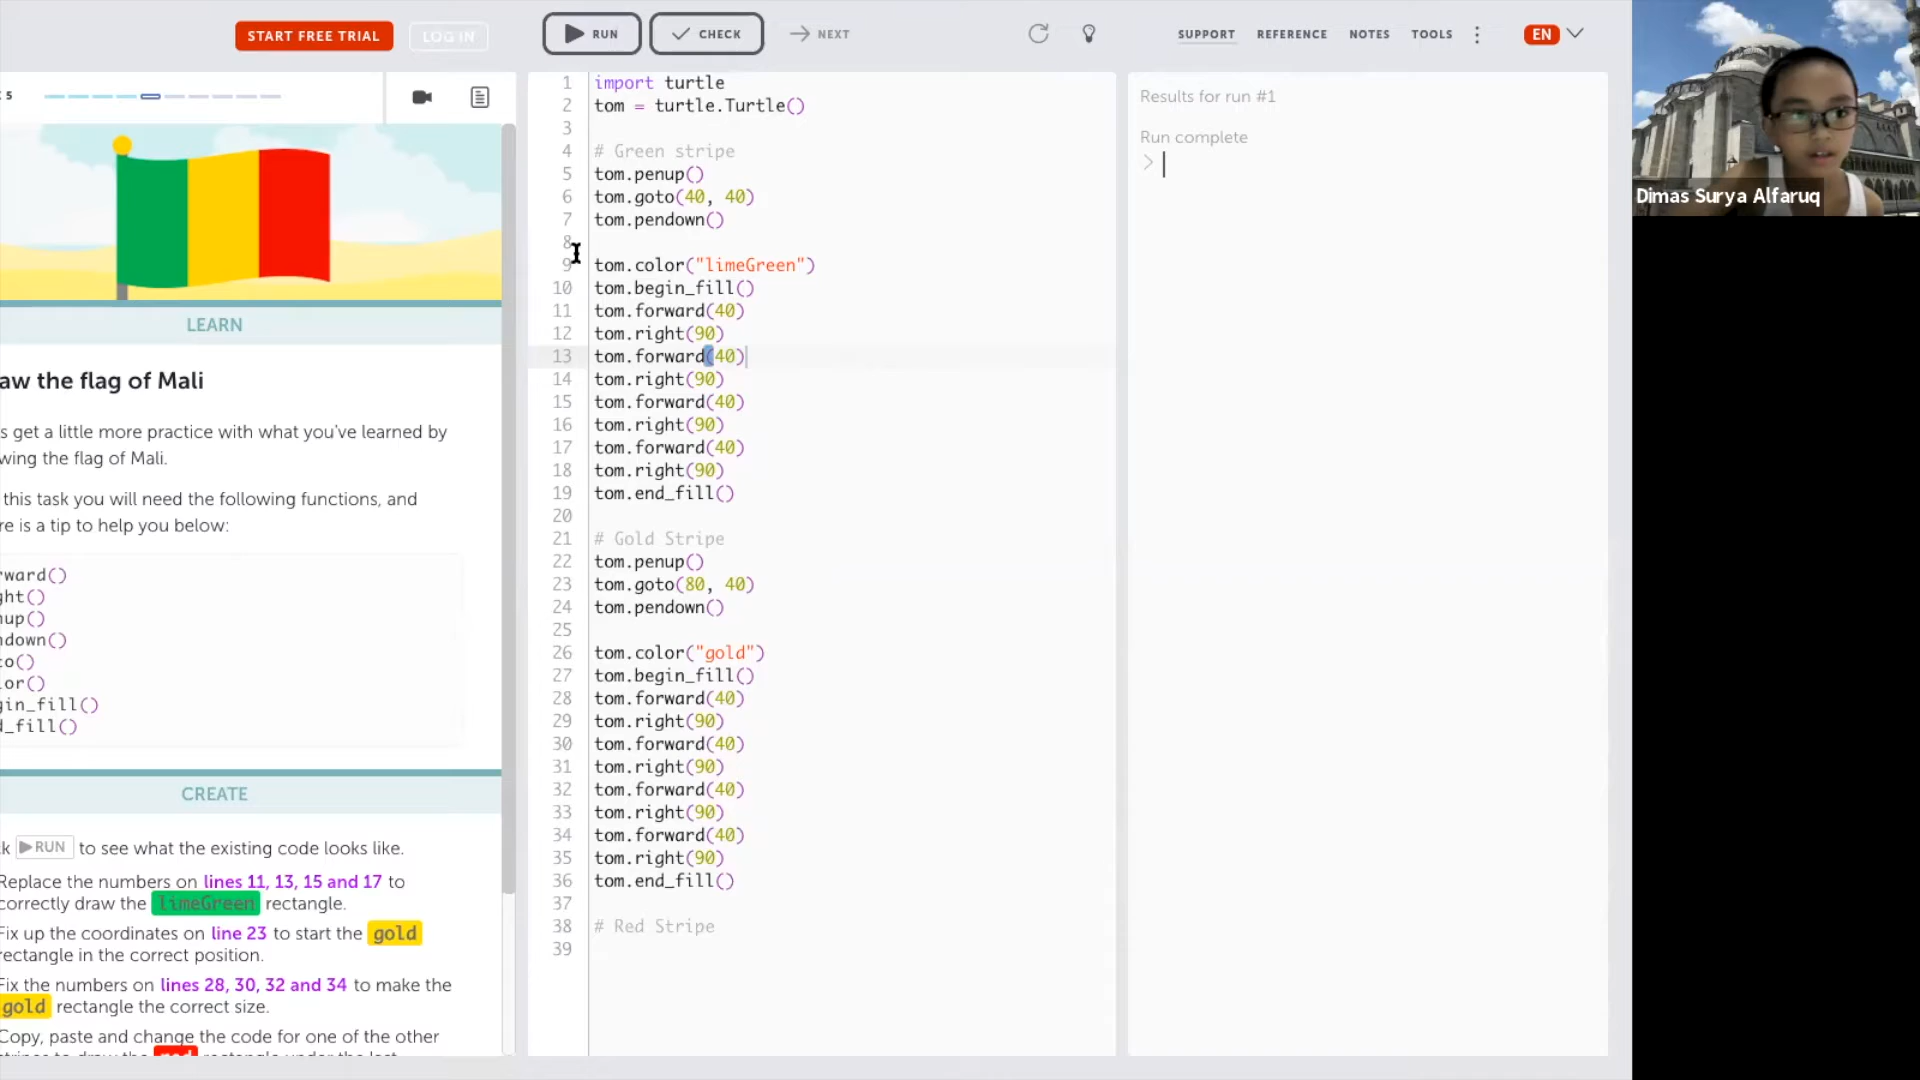 START FREE TRIAL
LOG IN
RUN
CHECK
NEXT
SUPPORT
REFERENCE
NOTES
TOOLS
EN
5
LEARN
aw the flag of Mali
s get a little more practice with what you've learned by
wing the flag of Mali.
this task you will need the following functions, and
re is a tip to help you below:
rward()
ght()
nup()
ndown()
to()
lor()
gin_fill()
d_fill()
CREATE
k RUN to see what the existing code looks like.
Replace the numbers on lines 11, 13, 15 and 17 to
correctly draw the limeGreen rectangle.
Fix up the coordinates on line 23 to start the gold
rectangle in the correct position.
Fix the numbers on lines 28, 30, 32 and 34 to make the
gold rectangle the correct size.
Copy, paste and change the code for one of the other
1 import turtle
2 tom = turtle.Turtle()
3
4 # Green stripe
5 tom.penup()
6 tom.goto(40, 40)
7 tom.pendown()
8
9 tom.color("limeGreen")
10 tom.begin_fill()
11 tom.forward(40)
12 tom.right(90)
13 tom.forward(40)
14 tom.right(90)
15 tom.forward(40)
16 tom.right(90)
17 tom.forward(40)
18 tom.right(90)
19 tom.end_fill()
20
21 # Gold Stripe
22 tom.penup()
23 tom.goto(80, 40)
24 tom.pendown()
25
26 tom.color("gold")
27 tom.begin_fill()
28 tom.forward(40)
29 tom.right(90)
30 tom.forward(40)
31 tom.right(90)
32 tom.forward(40)
33 tom.right(90)
34 tom.forward(40)
35 tom.right(90)
36 tom.end_fill()
37
38 # Red Stripe
39
Results for run #1
Run complete
>
Dimas Surya Alfaruq